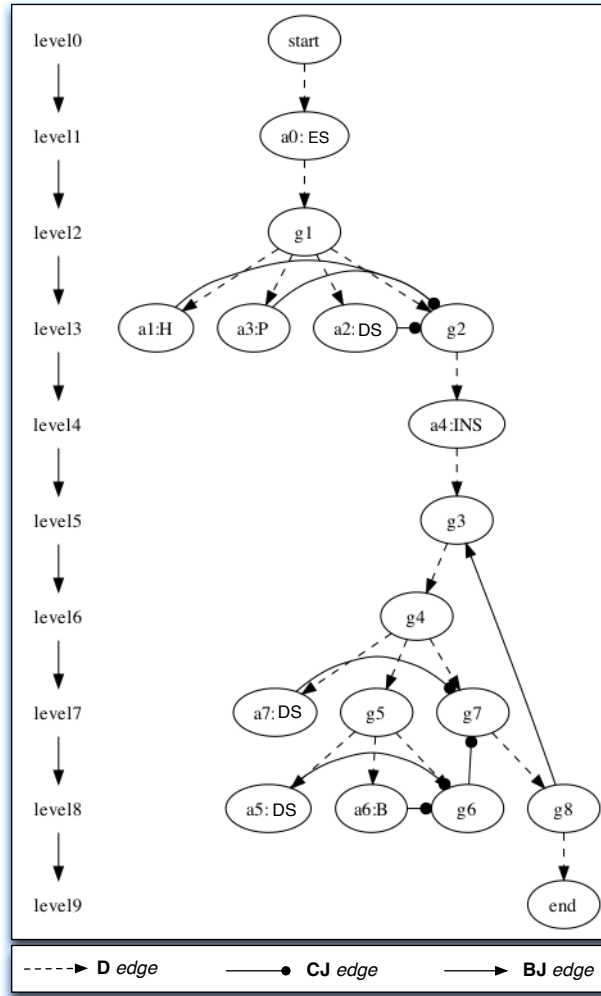 level0 start
level1 a0: ES
level2 g1
level3 a1:H a3:P a2: DS g2
level4 a4:INS
level5 g3
level6 g4
level7 a7: DS g5 g7
level8 a5: DS a6:B g6 g8
level9 end
D edge CJ edge BJ edge